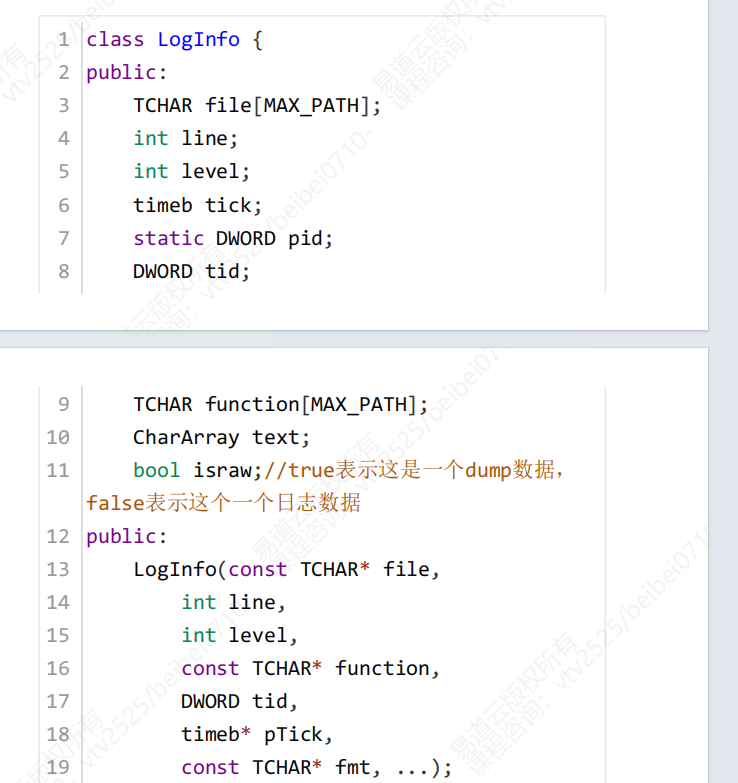 1 class LogInfo {
2 public:
3 TCHAR file[MAX_PATH];
4 int line;
5 int level;
6 timeb tick;
7 static DWORD pid;
8 DWORD tid;
9 TCHAR function[MAX_PATH];
10 CharArray text;
11 bool israw;//true表示这是一个dump数据，
false表示这个一个日志数据
12 public:
13 LogInfo(const TCHAR* file,
14 int line,
15 int level,
16 const TCHAR* function,
17 DWORD tid,
18 timeb* pTick,
19 const TCHAR* fmt, ...);
易道云版权所有
课程咨询：vtv2525/beibei0710-